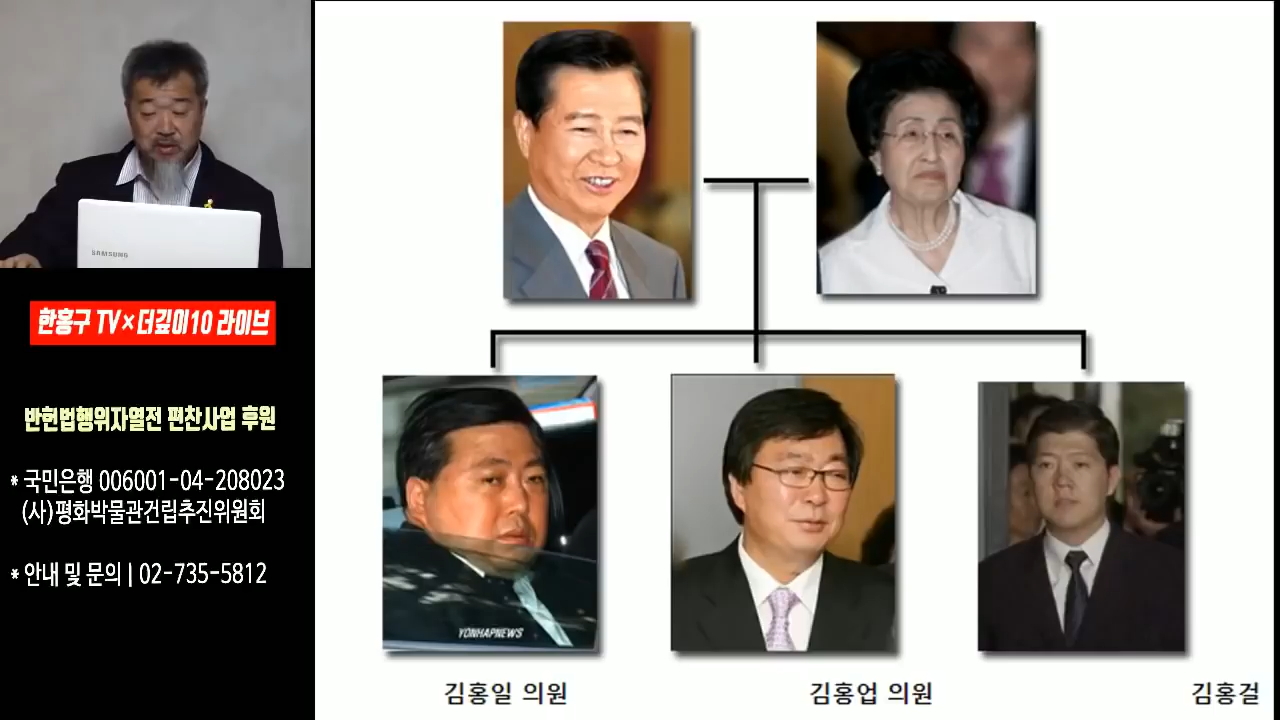 SAMSUNG
한홍구 TV×더깊이10 라이브
반헌법행위자열전 편찬사업 후원
* 국민은행 006001-04-208023
(사)평화박물관건립추진위원회
* 안내 및 문의 | 02-735-5812
YONHAPNEWS
김홍일 의원
김홍업 의원
김홍걸